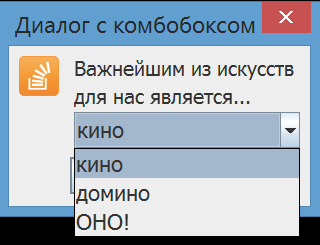 Диалог с комбобоксом
Важнейшим из искусств
для нас является...
кино
кино
домино
ОНО!